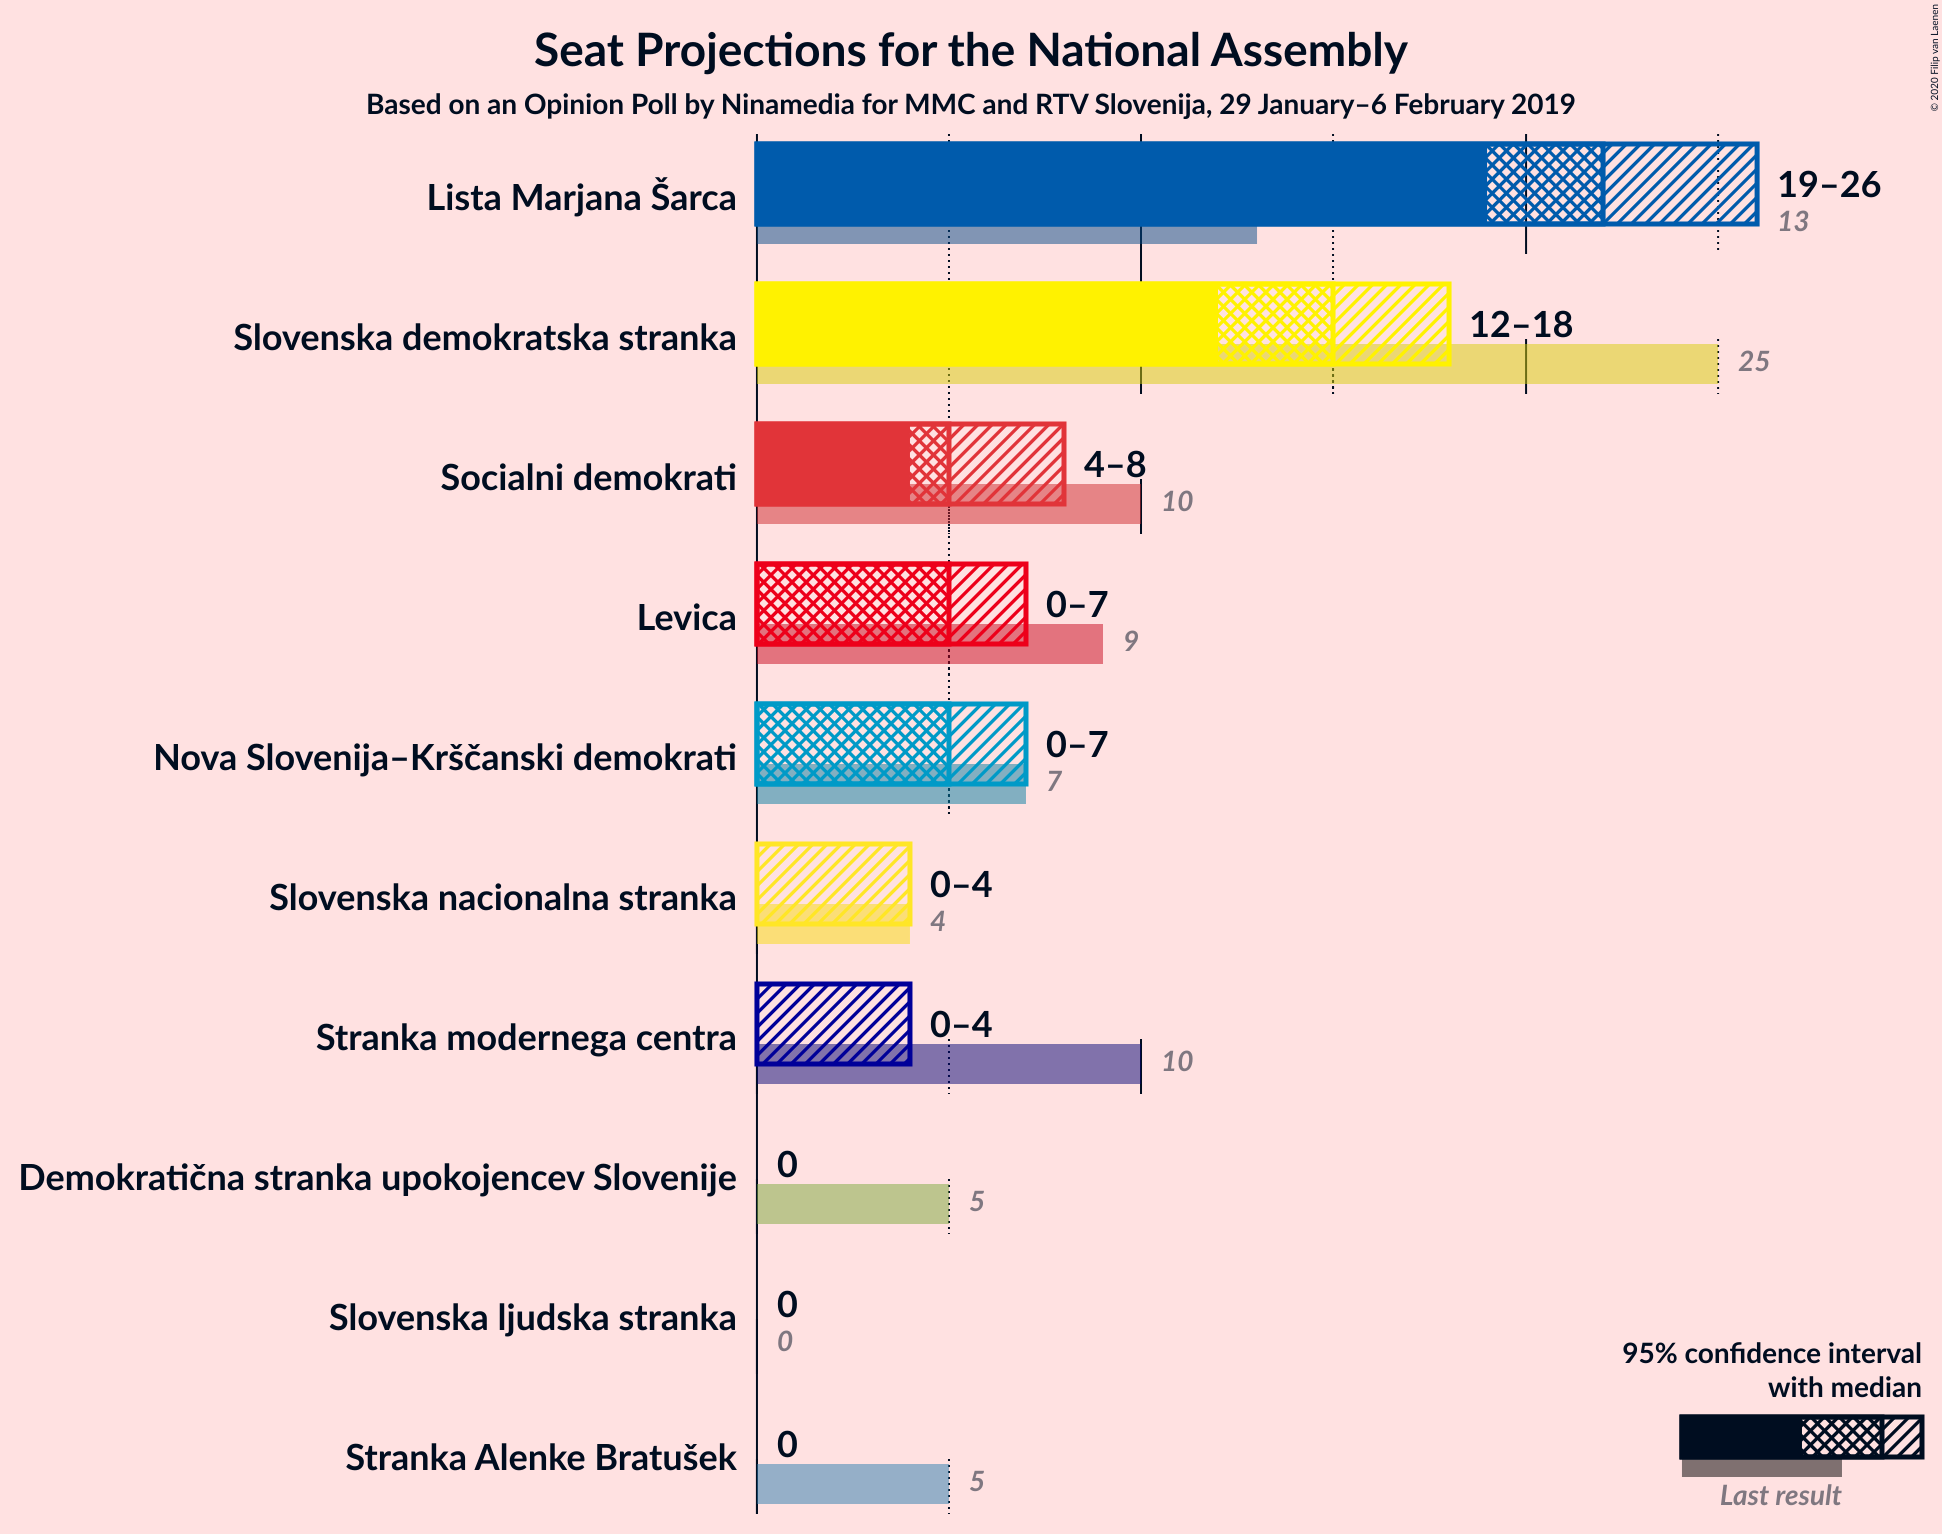 Seat Projections for the National Assembly
Based on an Opinion Poll by Ninamedia for MMC and RTV Slovenija, 29 January–6 February 2019
© 2020 Filip van Laenen
Lista Marjana Šarca
19–26
13
Slovenska demokratska stranka
12–18
25
Socialni demokrati
4–8
10
Levica
0–7
9
Nova Slovenija–Krščanski demokrati
0–7
7
Slovenska nacionalna stranka
0–4
4
Stranka modernega centra
0–4
10
Demokratična stranka upokojencev Slovenije
0
5
Slovenska ljudska stranka
0
0
Stranka Alenke Bratušek
0
5
95% confidence interval
with median
Last result